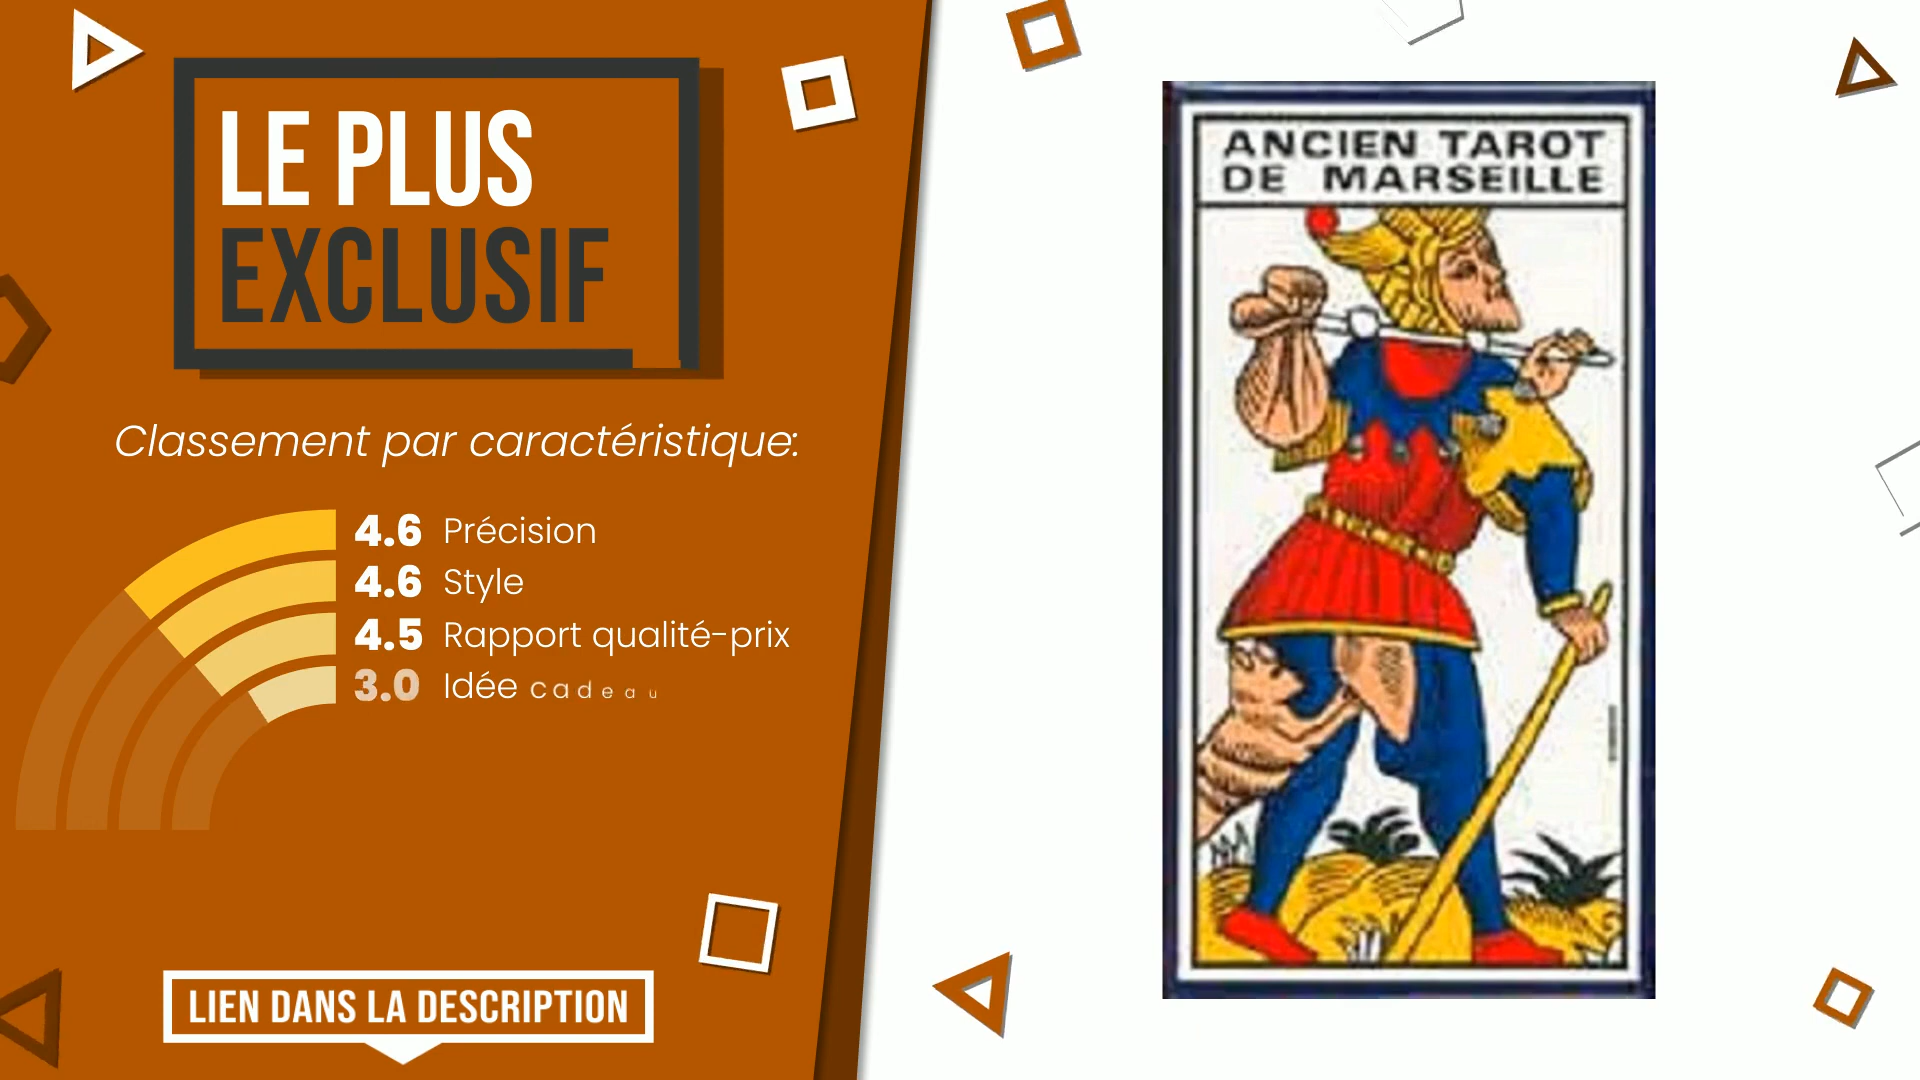 LE PLUS
EXCLUSIF
Classement par caractéristique:
4.6 Précision
4.6 Style
4.5 Rapport qualité-prix
3.0 Idée cadeau
LIEN DANS LA DESCRIPTION
ANCIEN TAROT
DE MARSEILLE